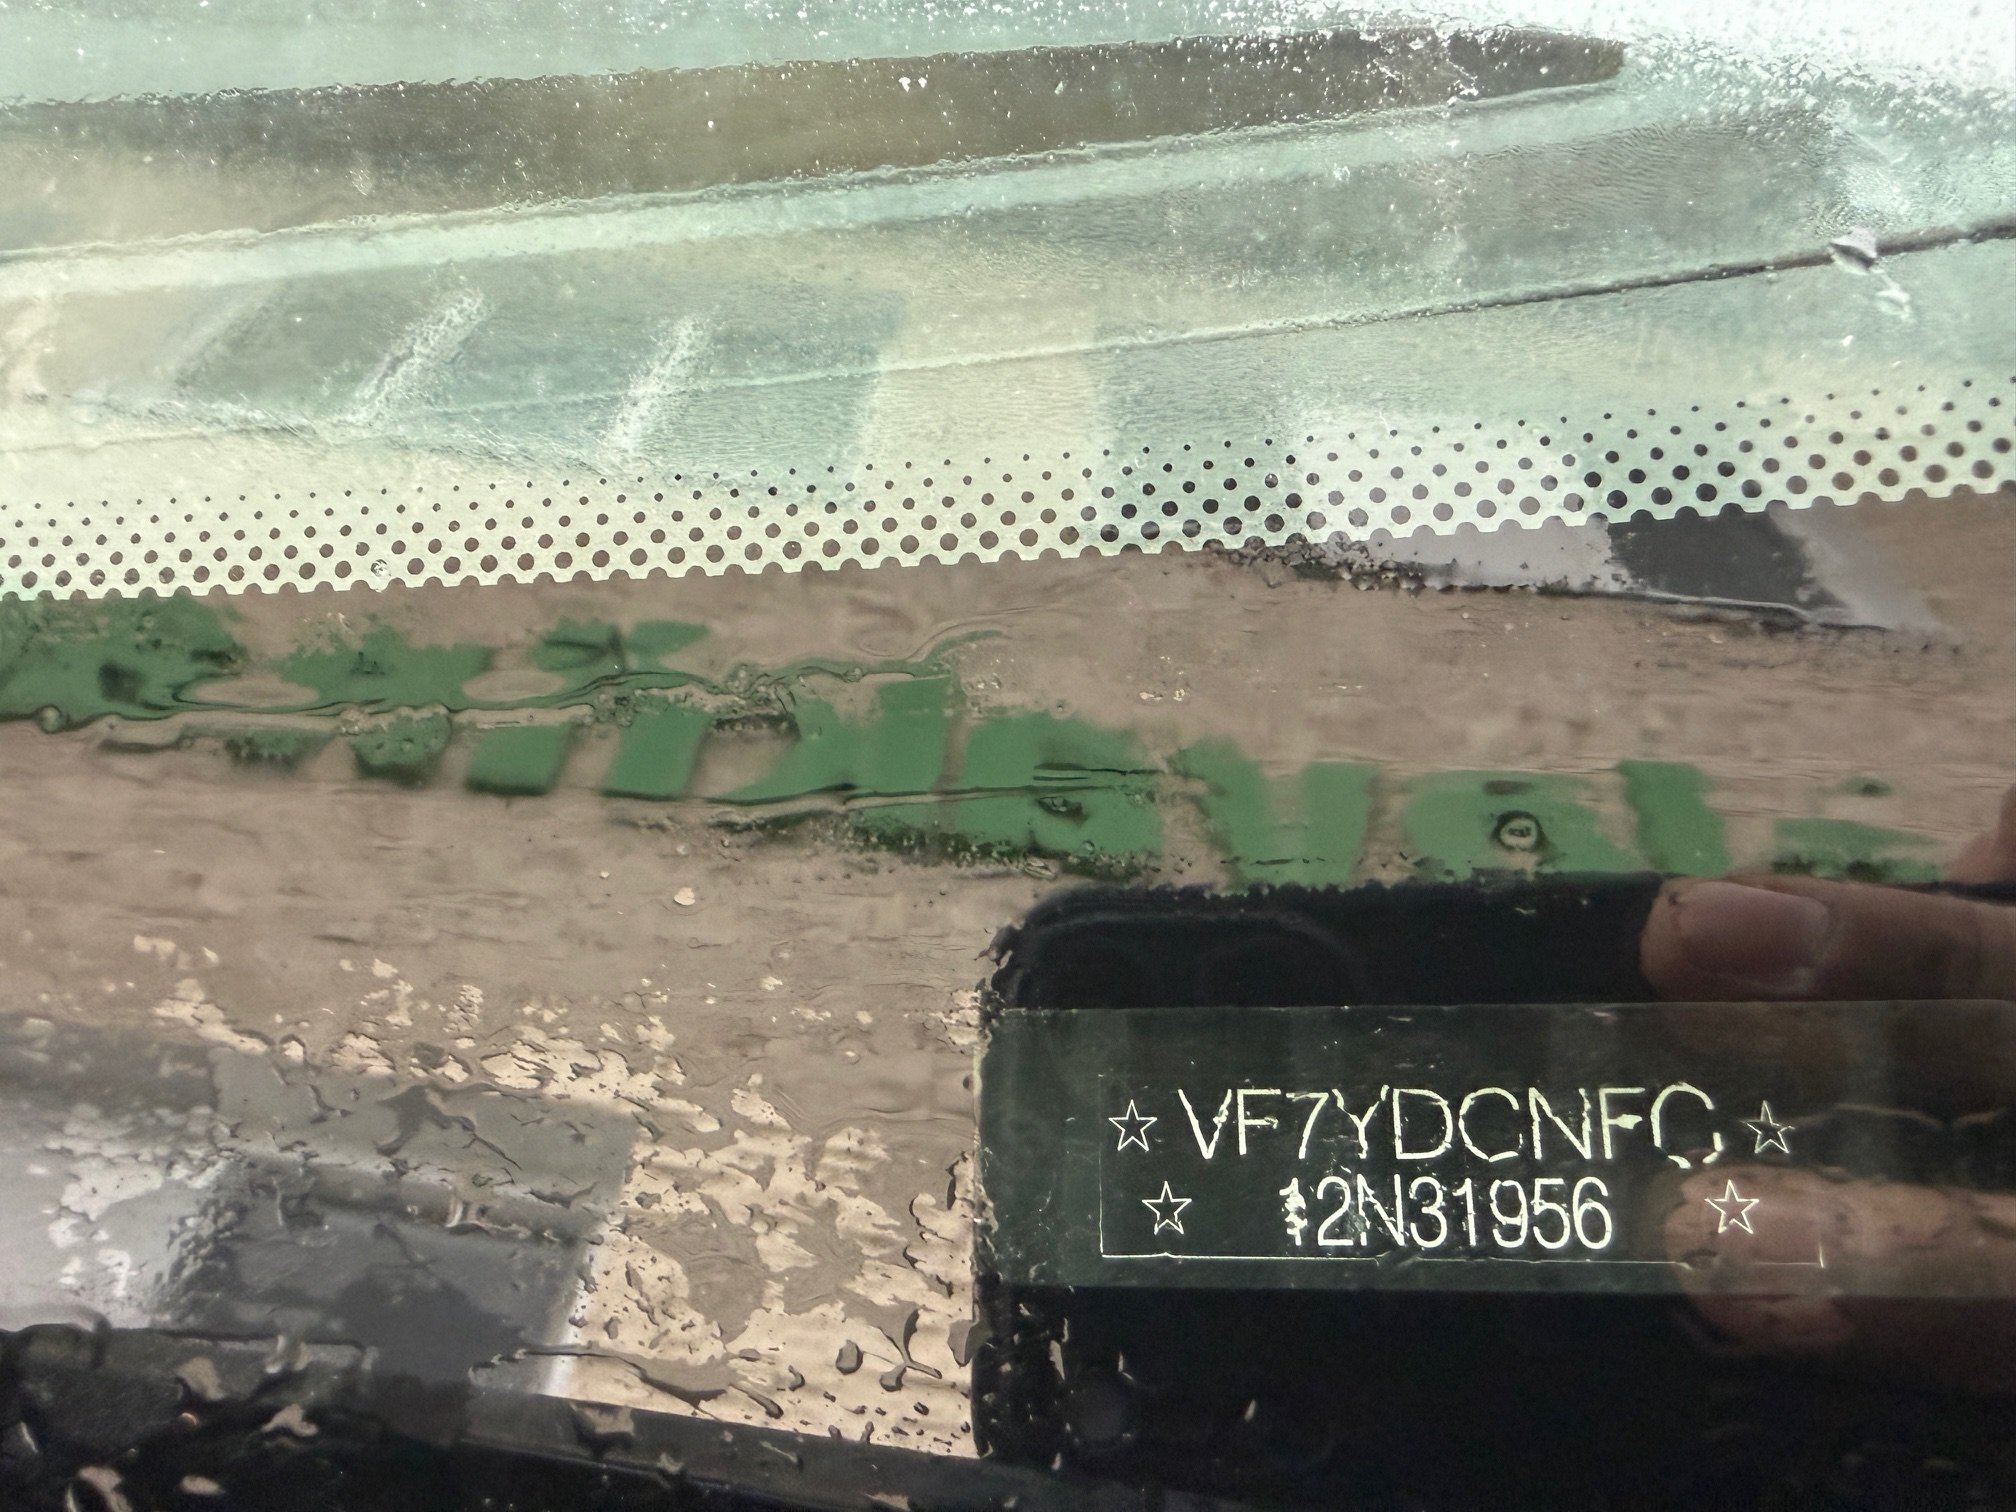 ☆ VF7YDCNFC ☆
☆ 12N31956 ☆